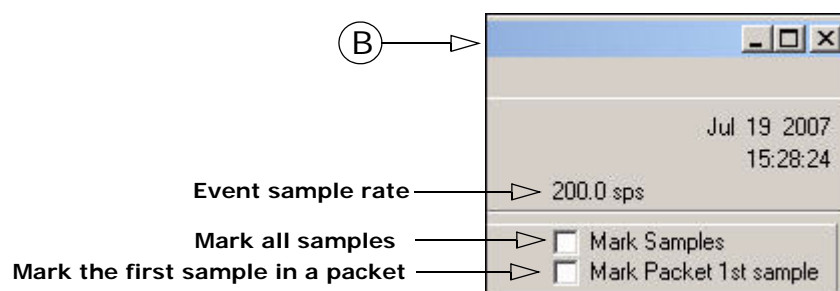 B
Jul 19 2007
15:28:24
Event sample rate 200.0 sps
Mark all samples Mark Samples
Mark the first sample in a packet Mark Packet 1st sample